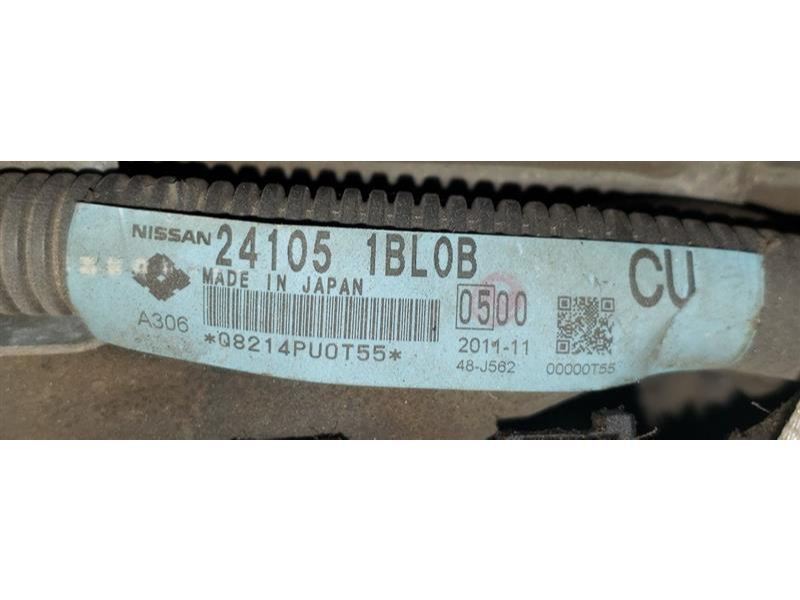 NISSAN 24105 1BL0B
MADE IN JAPAN
CU
0500
A306
*Q8214PU0T55*
2011-11
48-J562
00000T55